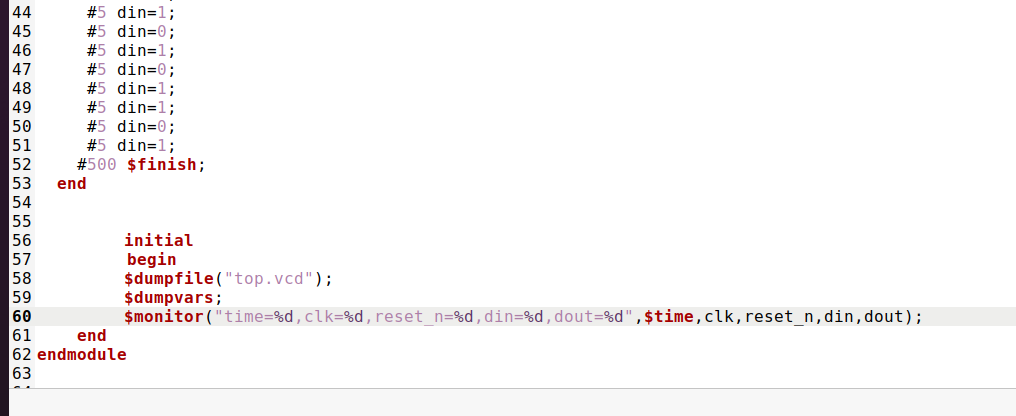 44 #5 din=1;
45 #5 din=0;
46 #5 din=1;
47 #5 din=0;
48 #5 din=1;
49 #5 din=1;
50 #5 din=0;
51 #5 din=1;
52 #500 $finish;
53 end
54
55
56 initial
57 begin
58 $dumpfile("top.vcd");
59 $dumpvars;
60 $monitor("time=%d,clk=%d,reset_n=%d,din=%d,dout=%d",$time,clk,reset_n,din,dout);
61 end
62 endmodule
63